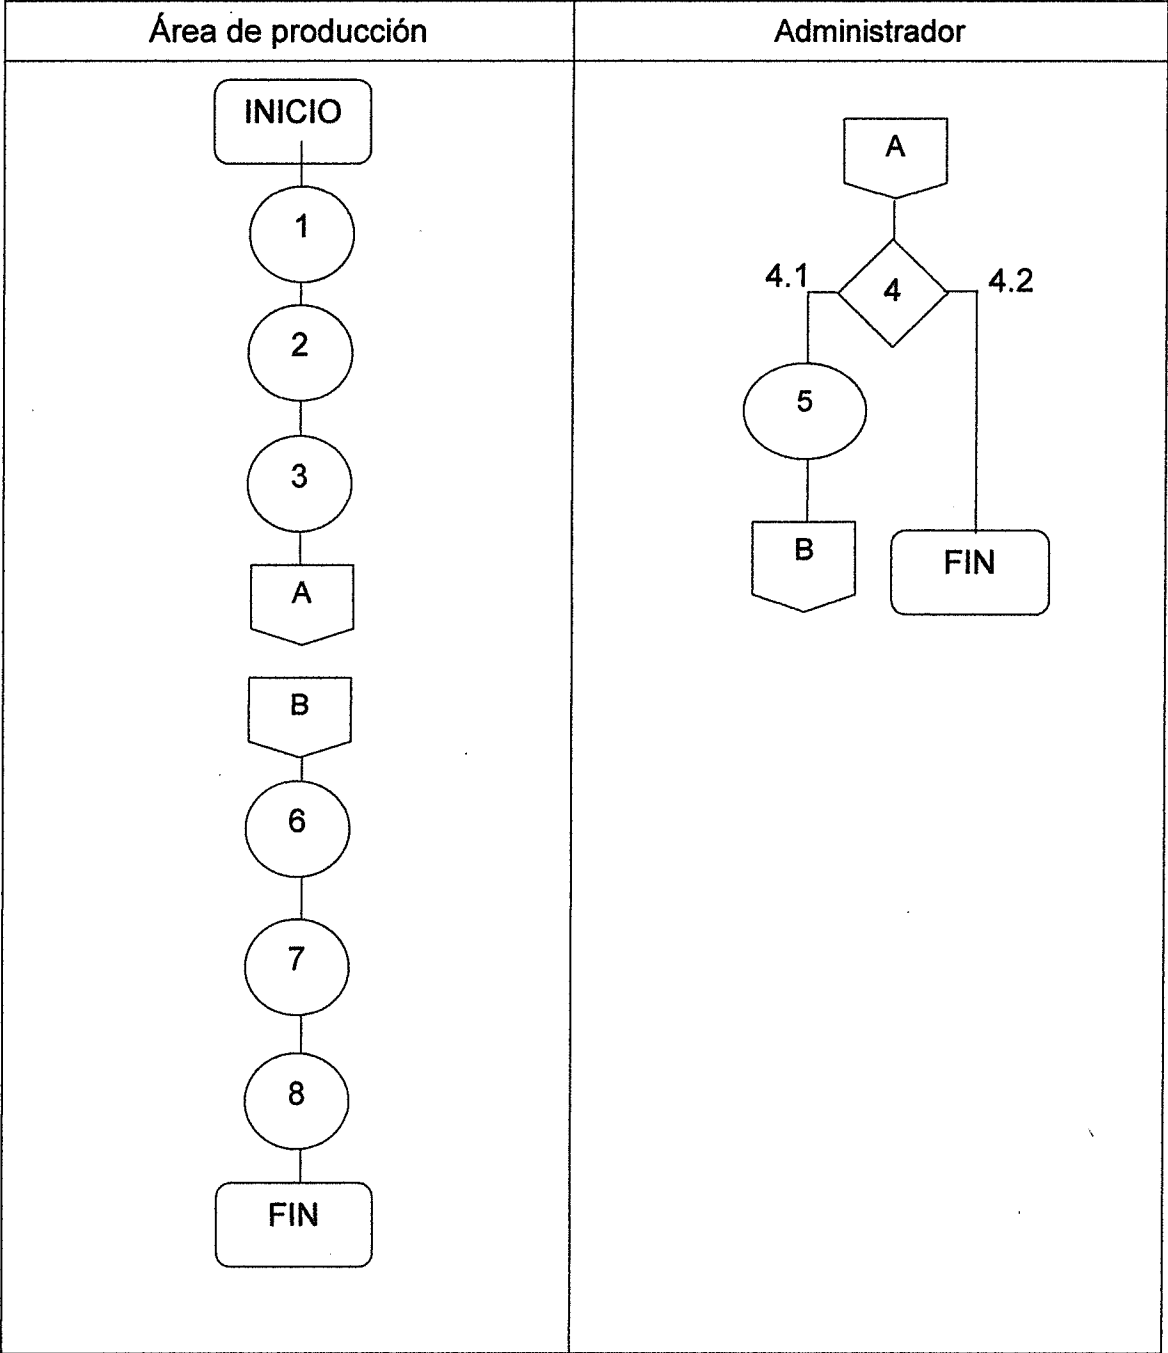 Área de producción
Administrador
INICIO
1
2
3
A
B
6
7
8
FIN
A
4.1
4
4.2
5
B
FIN